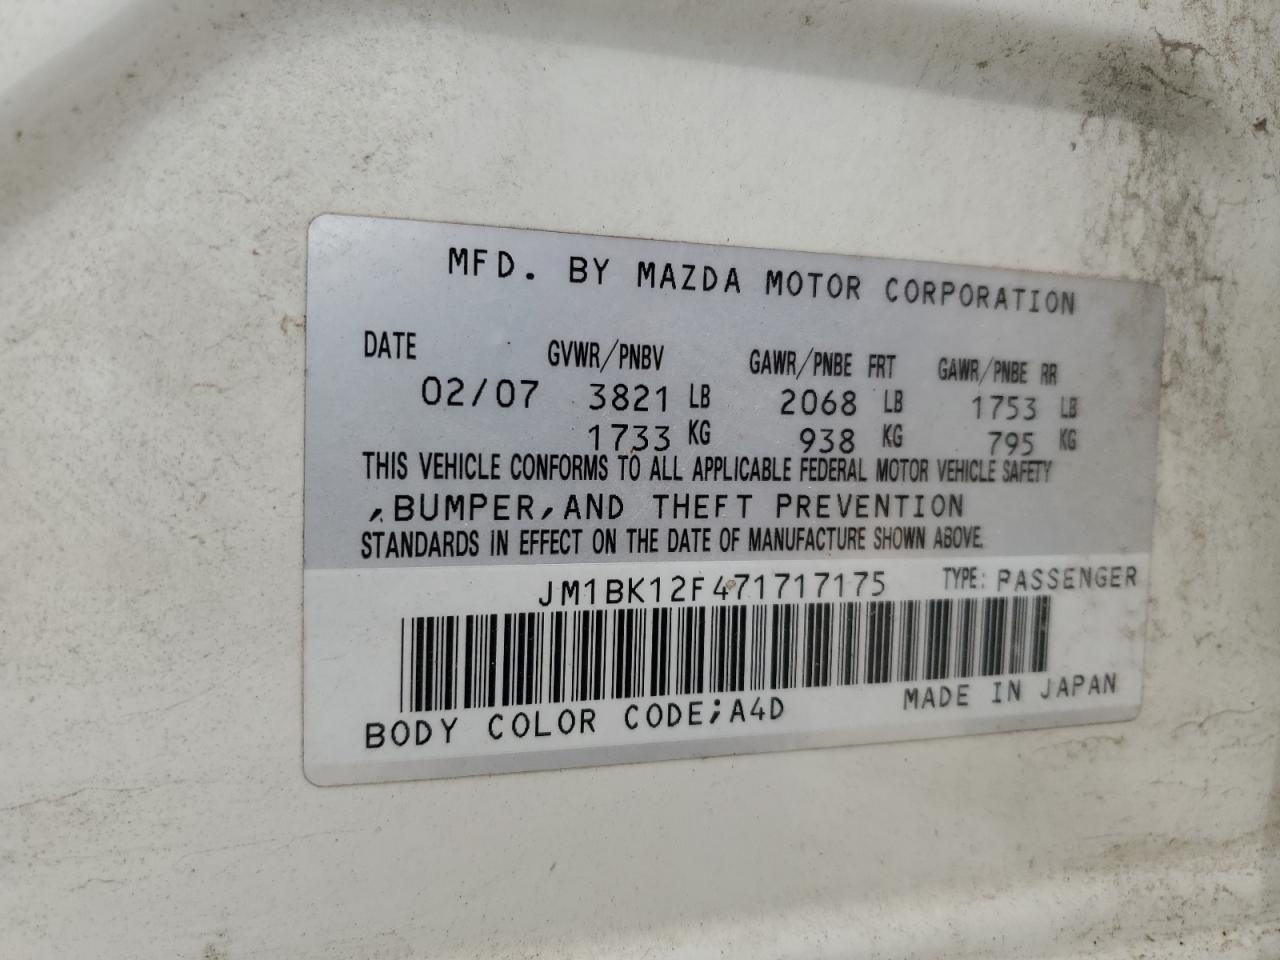 MFD. BY MAZDA MOTOR CORPORATION
DATE GVWR/PNBV GAWR/PNBE FRT GAWR/PNBE RR
02/07 3821 LB 2068 LB 1753 LB
1733 KG 938 KG 795 KG
THIS VEHICLE CONFORMS TO ALL APPLICABLE FEDERAL MOTOR VEHICLE SAFETY
,BUMPER,AND THEFT PREVENTION
STANDARDS IN EFFECT ON THE DATE OF MANUFACTURE SHOWN ABOVE.
JM1BK12F471717175 TYPE: PASSENGER
BODY COLOR CODE;A4D MADE IN JAPAN